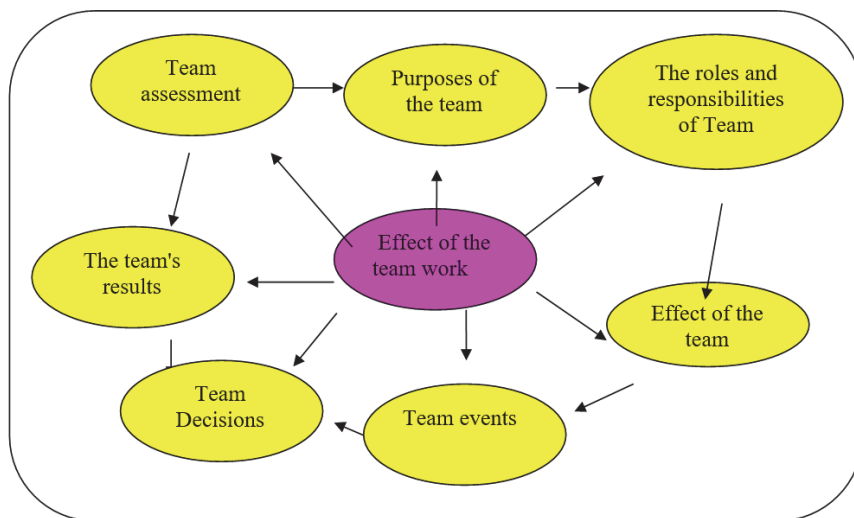 Team
assessment
Purposes of
the team
The roles and
responsibilities
of Team
The team's
results
Effect of the
team work
Effect of the
team
Team
Decisions
Team events